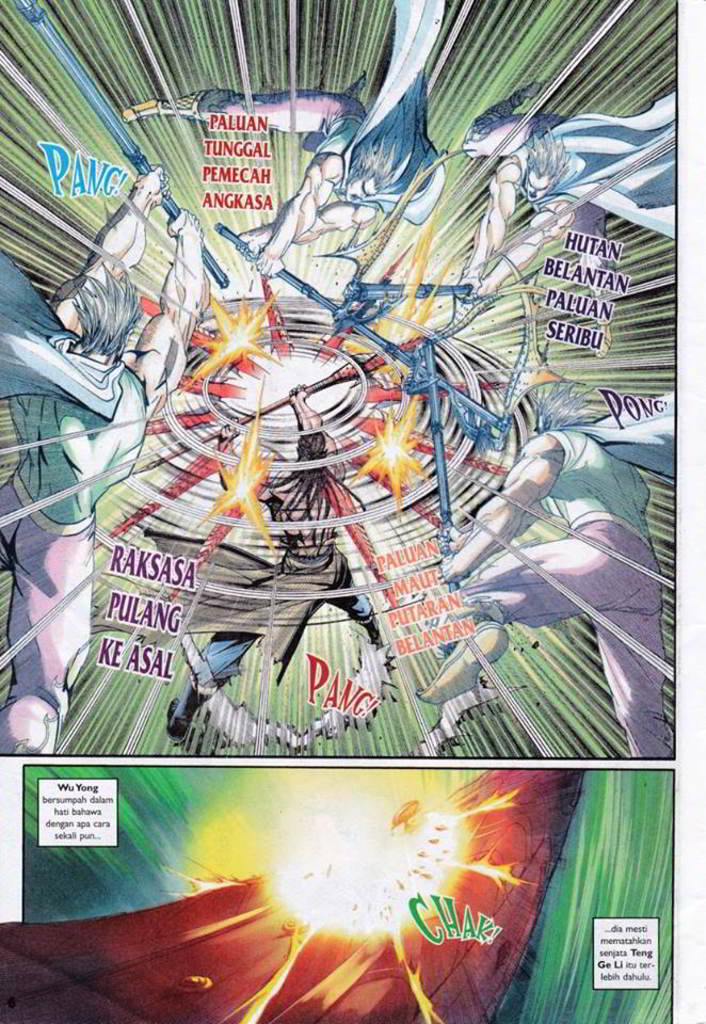 PALUAN
TUNGGAL
PEMECAH
ANGKASA
PANG!
HUTAN
BELANTAN
PALUAN
SERIBU
PONG!
RAKSASA
PULANG
KE ASAL
PALUAN
MAUT
PUTARAN
BELANTAN
PANG!
Wu Yong
bersumpah dalam
hati bahawa
dengan apa cara
sekali pun...
CHAK!
...dia mesti
mematahkan
senjata Teng
Ge Li itu ter-
lebih dahulu.
6